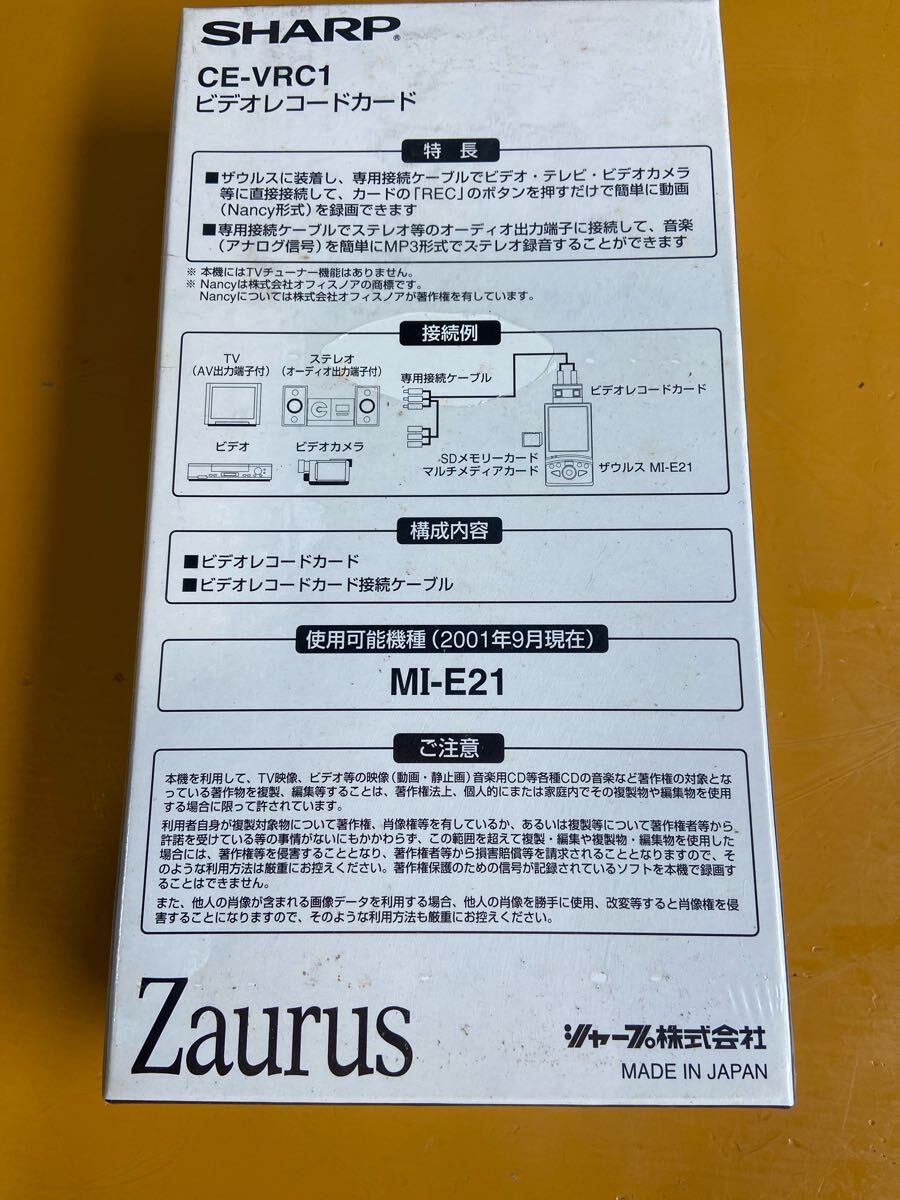 SHARP®
CE-VRC1
ビデオレコードカード
特長
■ザウルスに装着し、専用接続ケーブルでビデオ・テレビ・ビデオカメラ
等に直接接続して、カードの「REC」のボタンを押すだけで簡単に動画
(Nancy形式)を録画できます
■専用接続ケーブルでステレオ等のオーディオ出力端子に接続して、音楽
(アナログ信号)を簡単にMP3形式でステレオ録音することができます
※ 本機にはTVチューナー機能はありません。
※ Nancyは株式会社オフィスノアの商標です。
Nancyについては株式会社オフィスノアが著作権を有しています。
接続例
TV
(AV出力端子付)
ステレオ
(オーディオ出力端子付)
専用接続ケーブル
ビデオレコードカード
ビデオ
ビデオカメラ
SDメモリーカード
マルチメディアカード
ザウルス MI-E21
構成内容
■ビデオレコードカード
■ビデオレコードカード接続ケーブル
使用可能機種(2001年9月現在)
MI-E21
ご注意
本機を利用して、TV映像、ビデオ等の映像(動画・静止画)音楽用CD等各種CDの音楽など著作権の対象とな
っている著作物を複製、編集等することは、著作権法上、個人的にまたは家庭内でその複製物や編集物を使用
する場合に限って許されています。
利用者自身が複製対象物について著作権、肖像権等を有しているか、あるいは複製等について著作権者等から
許諾を受けている等の事情がないにもかかわらず、この範囲を超えて複製・編集や複製物・編集物を使用した
場合には、著作権等を侵害することとなり、著作権者等から損害賠償等を請求されることとなりますので、そ
のような利用方法は厳重にお控えください。著作権保護のための信号が記録されているソフトを本機で録画す
ることはできません。
また、他人の肖像が含まれる画像データを利用する場合、他人の肖像を勝手に使用、改変等すると肖像権を侵
害することになりますので、そのような利用方法も厳重にお控えください。
Zaurus
シャープ株式会社
MADE IN JAPAN